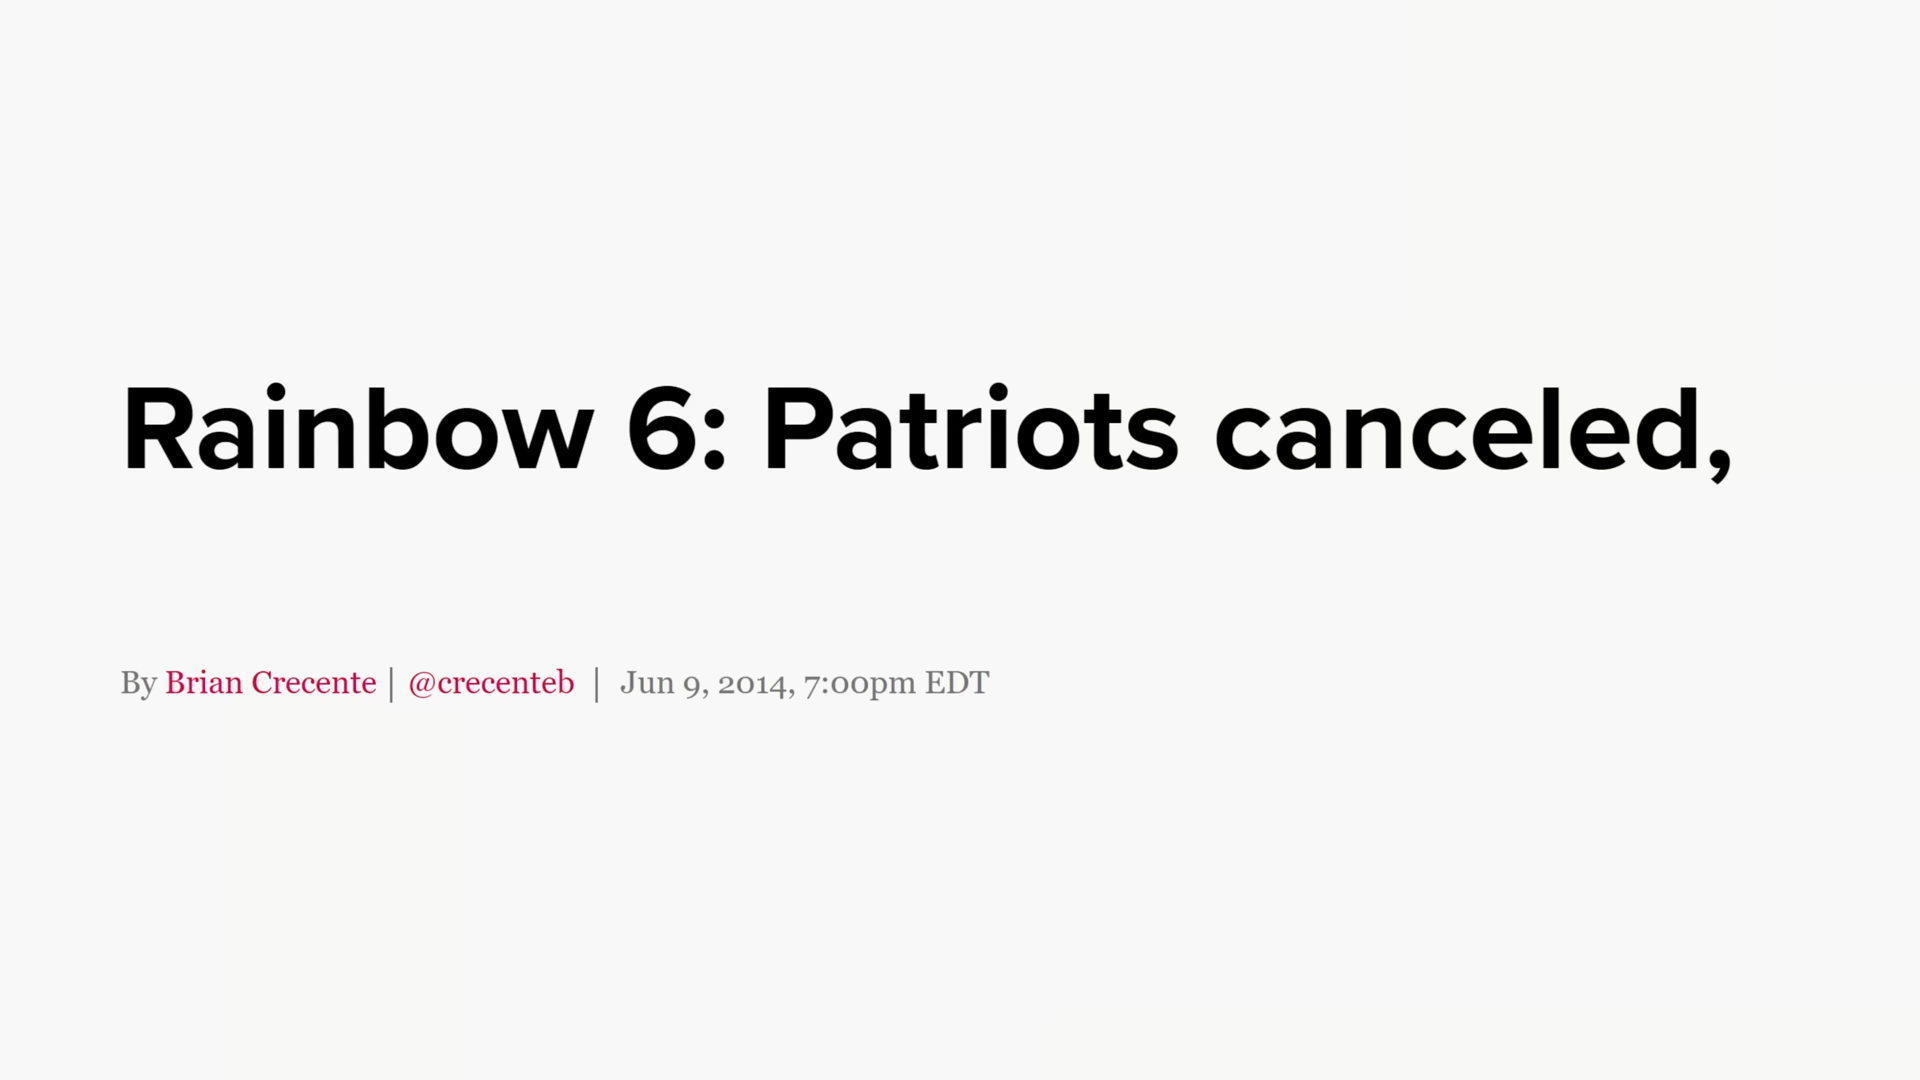 Rainbow 6: Patriots canceled,
By Brian Crecente | @crecenteb | Jun 9, 2014, 7:00pm EDT